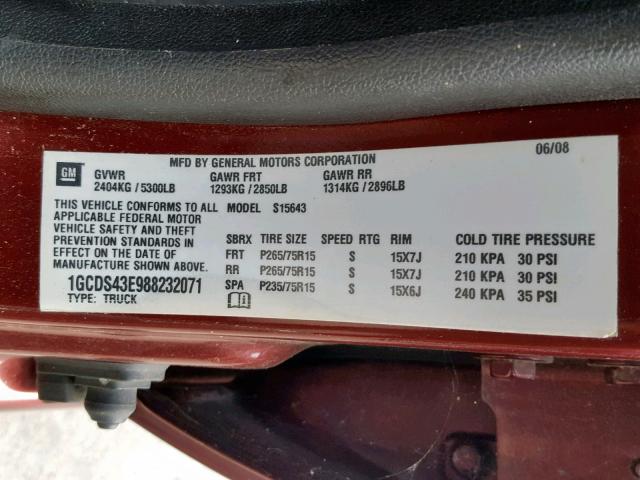 MFD BY GENERAL MOTORS CORPORATION 06/08
GM GVWR GAWR FRT GAWR RR
2404KG / 5300LB 1293KG / 2850LB 1314KG / 2896LB
THIS VEHICLE CONFORMS TO ALL MODEL S15643
APPLICABLE FEDERAL MOTOR
VEHICLE SAFETY AND THEFT
PREVENTION STANDARDS IN
EFFECT ON THE DATE OF
MANUFACTURE SHOWN ABOVE.
1GCDS43E988232071
TYPE: TRUCK
SBRX TIRE SIZE SPEED RTG RIM COLD TIRE PRESSURE
FRT P265/75R15 S 15X7J 210 KPA 30 PSI
RR P265/75R15 S 15X7J 210 KPA 30 PSI
SPA P235/75R15 S 15X6J 240 KPA 35 PSI